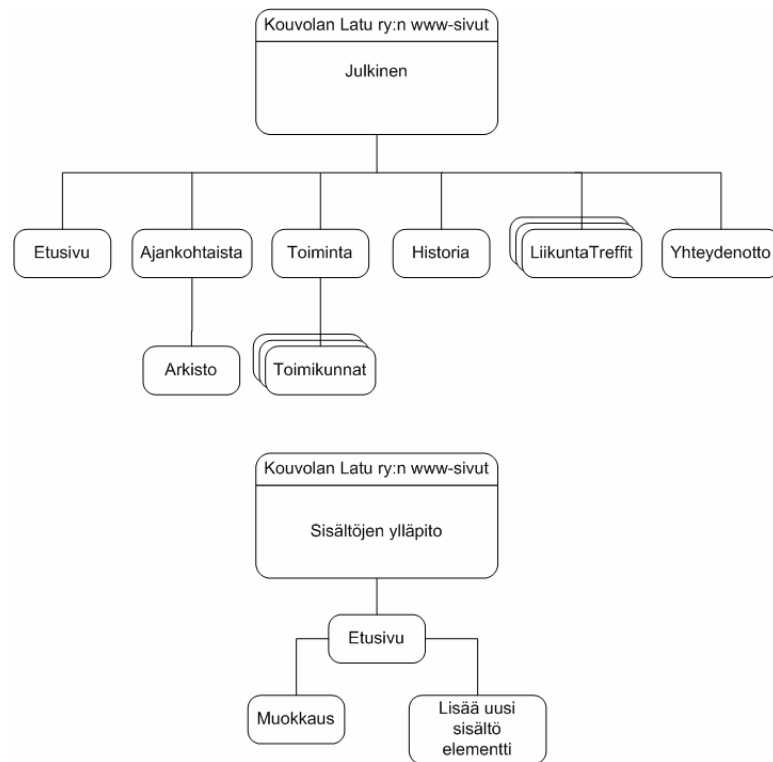 Kouvolan Latu ry:n www-sivut
Julkinen
Etusivu
Ajankohtaista
Toiminta
Historia
LiikuntaTreffit
Yhteydenotto
Arkisto
Toimikunnat
Kouvolan Latu ry:n www-sivut
Sisältöjen ylläpito
Etusivu
Muokkaus
Lisää uusi
sisältö
elementti